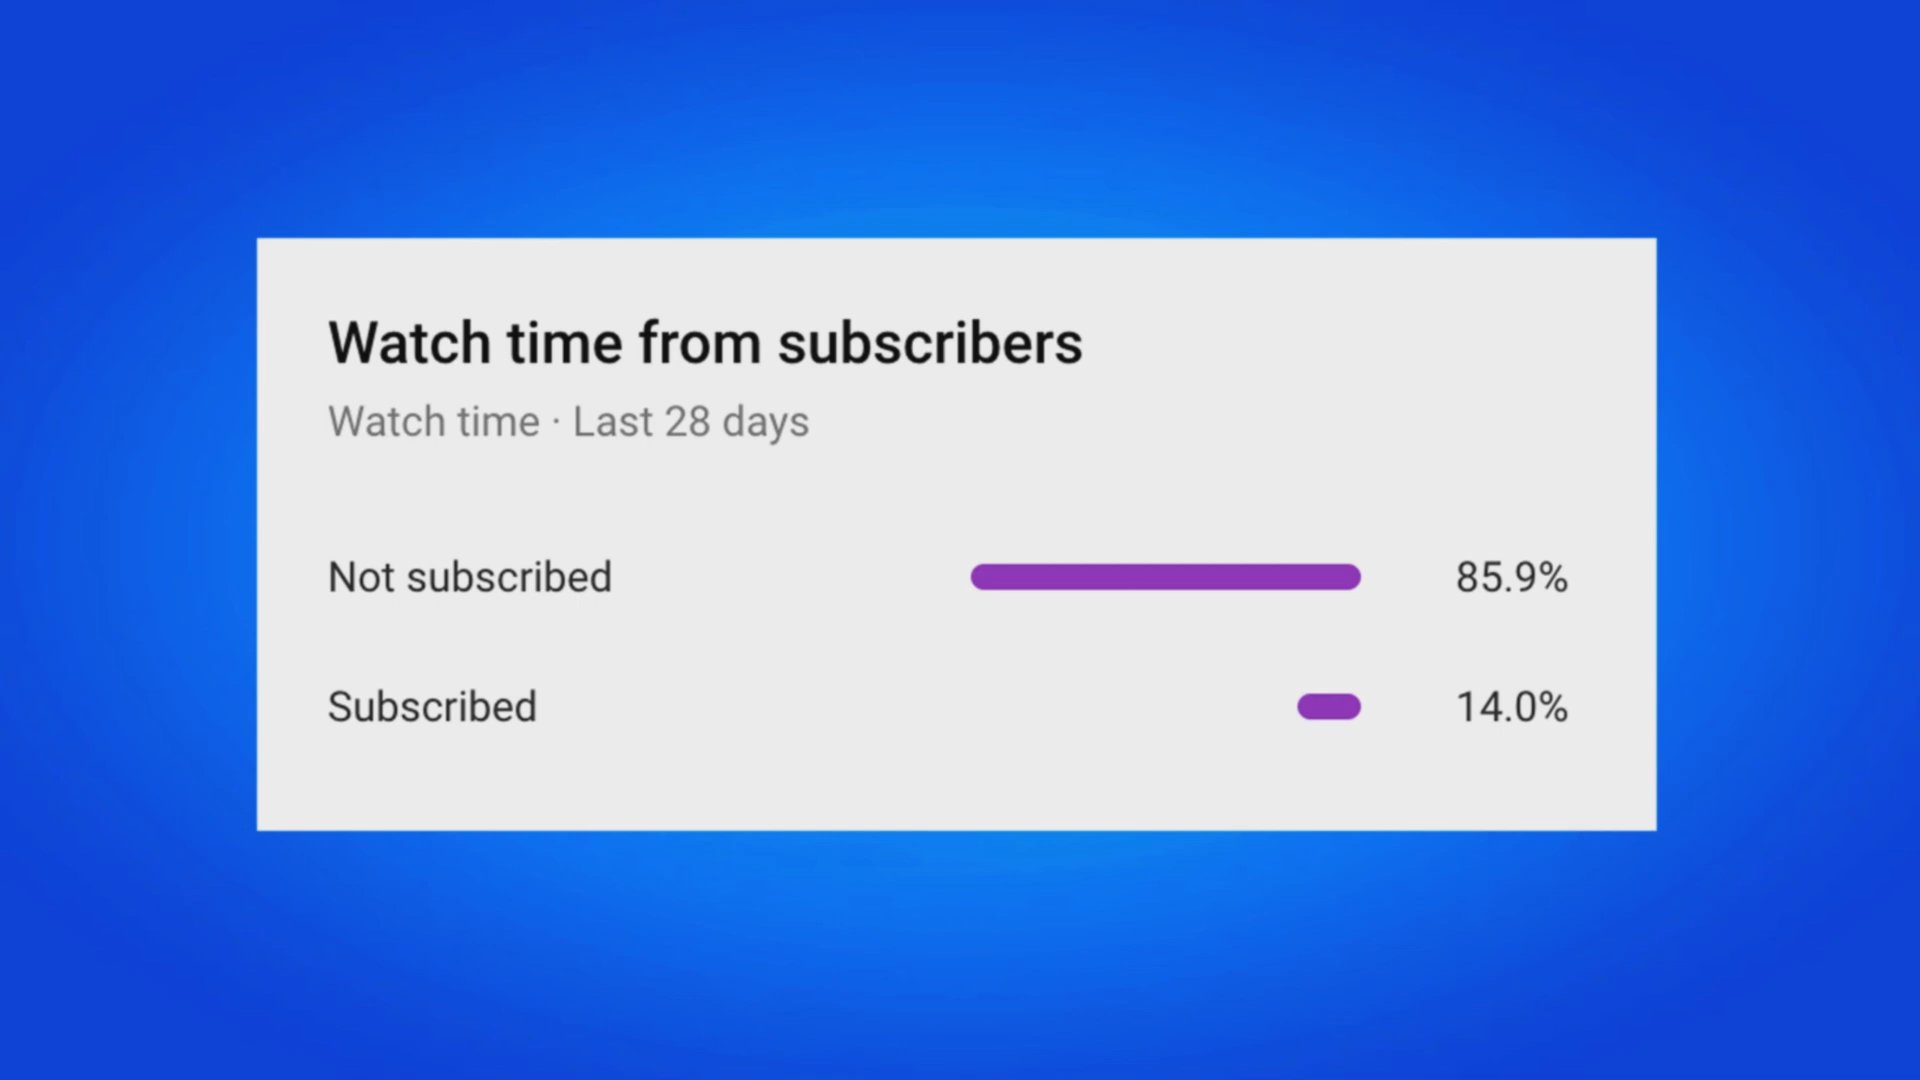 Watch time from subscribers
Watch time · Last 28 days
Not subscribed 85.9%
Subscribed 14.0%